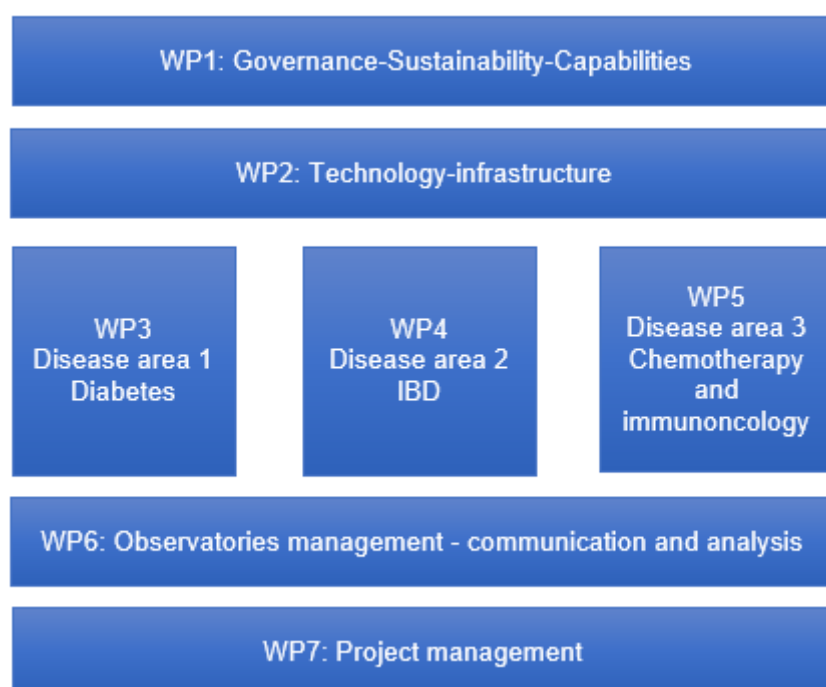 WP1: Governance-Sustainability-Capabilities
WP2: Technology-infrastructure
WP3
Disease area 1
Diabetes
WP4
Disease area 2
IBD
WP5
Disease area 3
Chemotherapy
and
immunoncology
WP6: Observatories management - communication and analysis
WP7: Project management